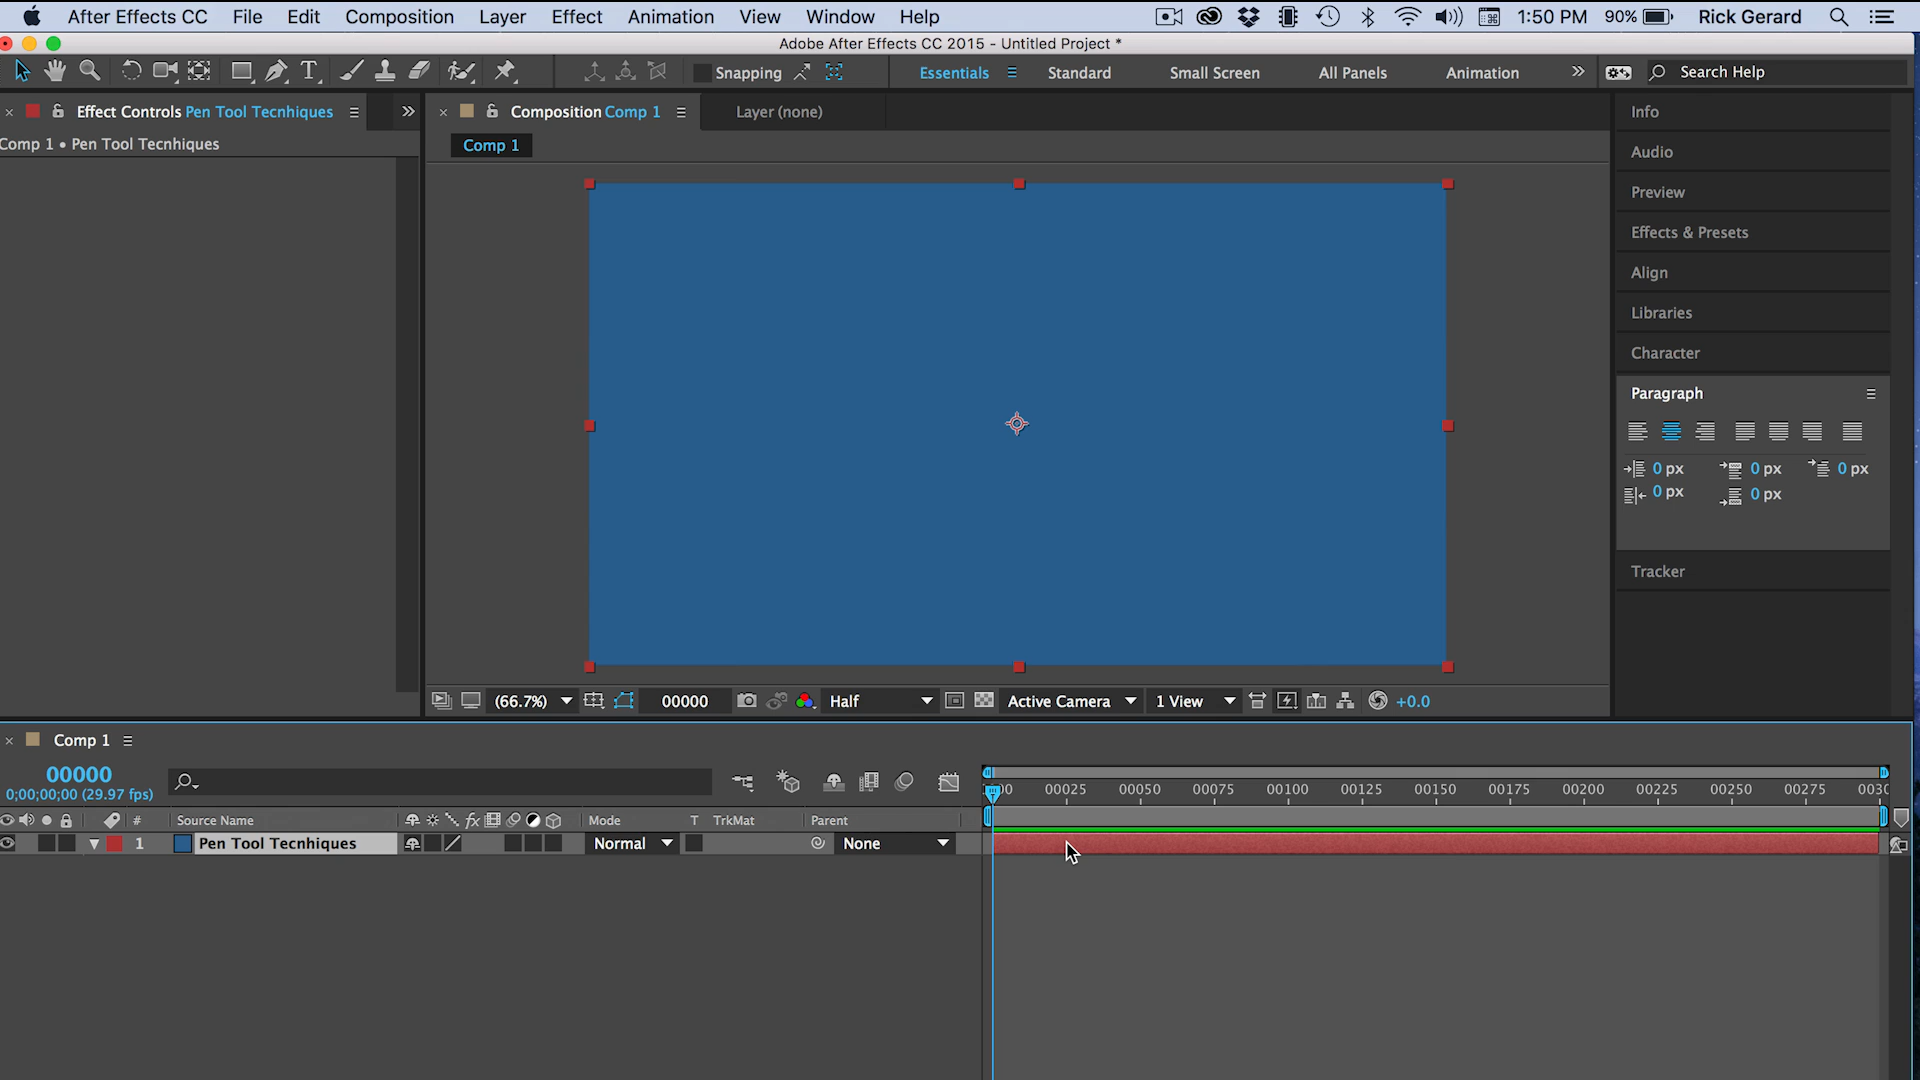 After Effects CC File Edit Composition Layer Effect Animation View Window Help 1:50 PM 90% Rick Gerard
Adobe After Effects CC 2015 - Untitled Project *
Snapping Essentials Standard Small Screen All Panels Animation Search Help
Effect Controls Pen Tool Tecnhiques
Comp 1 • Pen Tool Tecnhiques
Composition Comp 1
Layer (none)
Comp 1
Info
Audio
Preview
Effects & Presets
Align
Libraries
Character
Paragraph
0 px 0 px 0 px
0 px 0 px
Tracker
(66.7%) 00000 Half Active Camera 1 View +0.0
Comp 1
00000
0;00;00;00 (29.97 fps)
00025 00050 00075 00100 00125 00150 00175 00200 00225 00250 00275
# Source Name fx Mode T TrkMat Parent
1 Pen Tool Tecnhiques Normal None